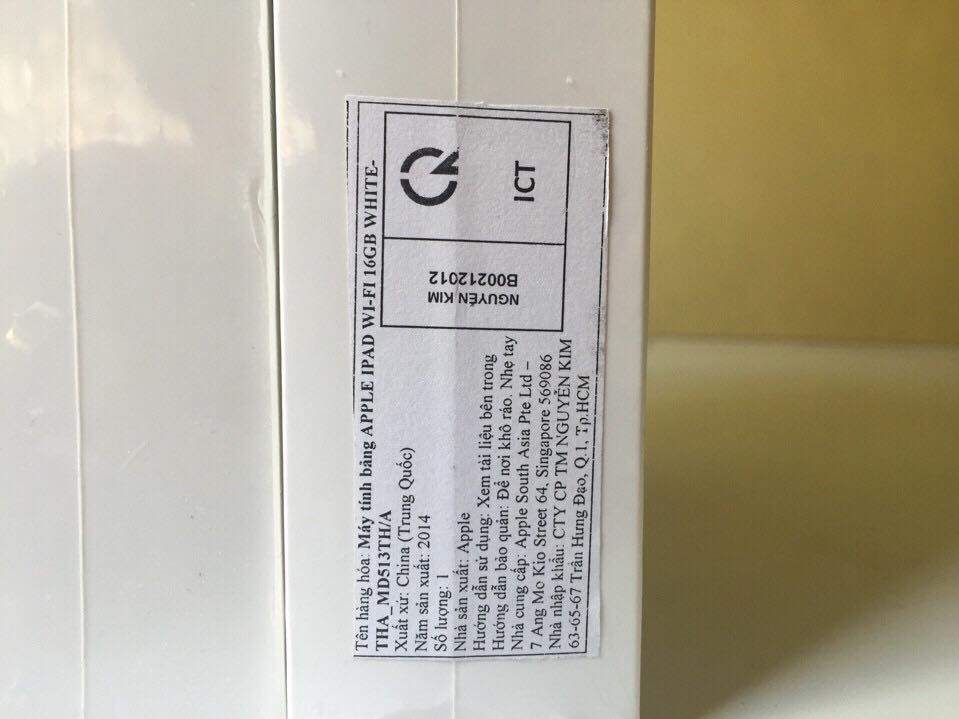 Tên hàng hóa: Máy tính bảng APPLE IPAD WI-FI 16GB WHITE-
THA_MD513TH/A
Xuất xứ: China (Trung Quốc)
Năm sản xuất: 2014
Số lượng: 1
Nhà sản xuất: Apple
Hướng dẫn sử dụng: Xem tài liệu bên trong
Hướng dẫn bảo quản: Để nơi khô ráo. Nhẹ tay
Nhà cung cấp: Apple South Asia Pte Ltd –
7 Ang Mo Kio Street 64, Singapore 569086
Nhà nhập khẩu: CTY CP TM NGUYỄN KIM
63-65-67 Trần Hưng Đạo, Q.1, Tp.HCM
NGUYỄN KIM
B00212012
ICT